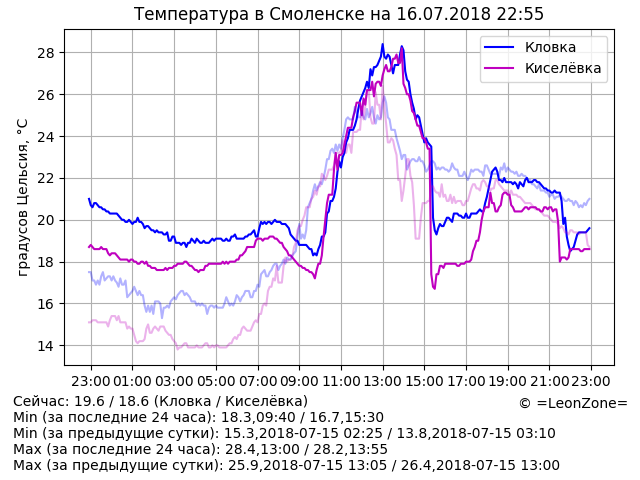 Температура в Смоленске на 16.07.2018 22:55
Кловка
Киселёвка
градусов Цельсия, °C
28
26
24
22
20
18
16
14
23:00 01:00 03:00 05:00 07:00 09:00 11:00 13:00 15:00 17:00 19:00 21:00 23:00
Сейчас: 19.6 / 18.6 (Кловка / Киселёвка)
© =LeonZone=
Min (за последние 24 часа): 18.3,09:40 / 16.7,15:30
Min (за предыдущие сутки): 15.3,2018-07-15 02:25 / 13.8,2018-07-15 03:10
Max (за последние 24 часа): 28.4,13:00 / 28.2,13:55
Max (за предыдущие сутки): 25.9,2018-07-15 13:05 / 26.4,2018-07-15 13:00